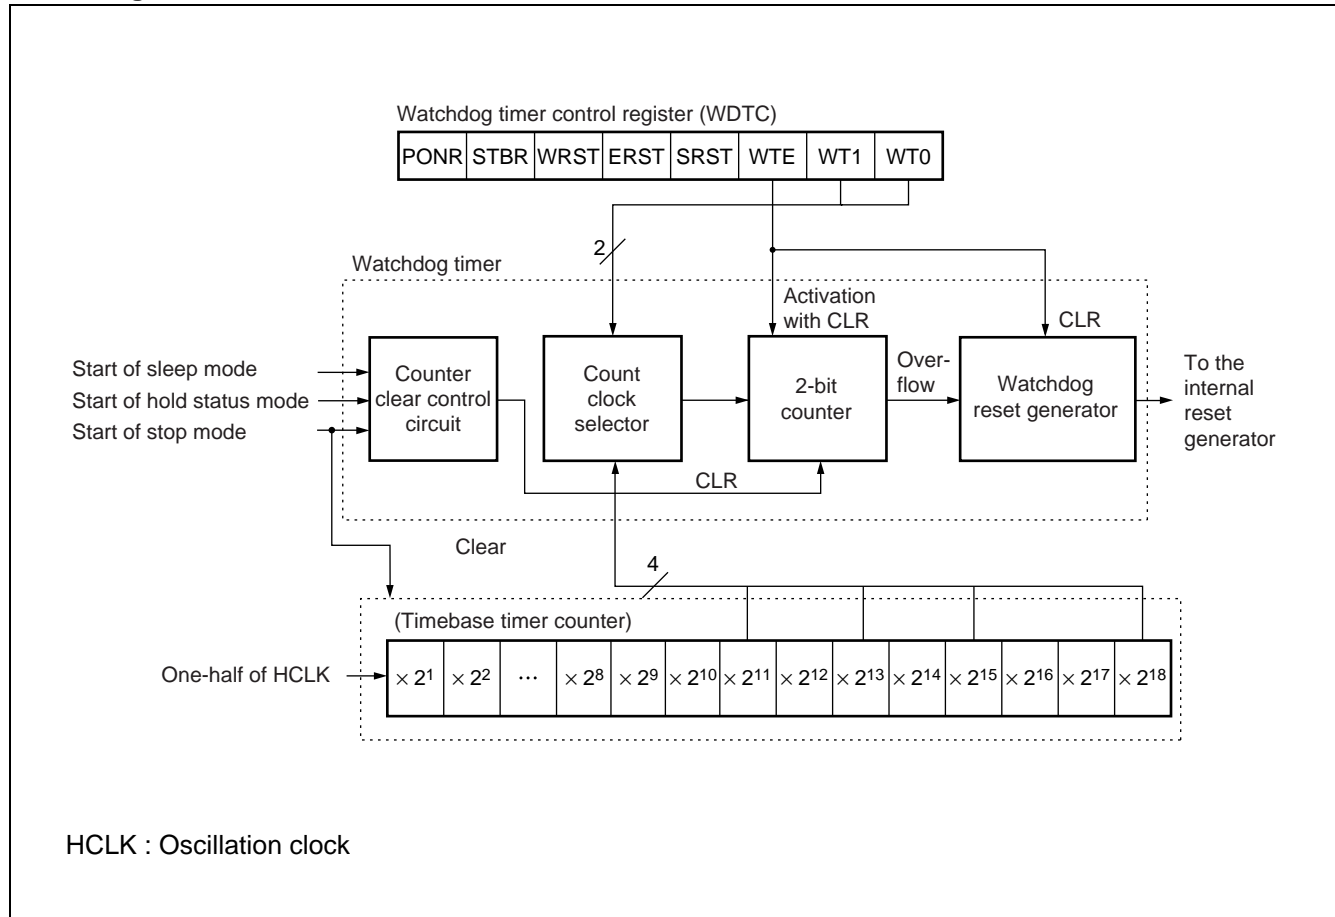 Watchdog timer control register (WDTC)
PONR STBR WRST ERST SRST WTE WT1 WT0
2
Watchdog timer
Activation
with CLR
CLR
Start of sleep mode
Start of hold status mode
Start of stop mode
Counter
clear control
circuit
Count
clock
selector
2-bit
counter
Over-
flow
Watchdog
reset generator
To the
internal
reset
generator
CLR
Clear
4
(Timebase timer counter)
One-half of HCLK
× 2¹ × 2² ··· × 2⁸ × 2⁹ × 2¹⁰ × 2¹¹ × 2¹² × 2¹³ × 2¹⁴ × 2¹⁵ × 2¹⁶ × 2¹⁷ × 2¹⁸
HCLK : Oscillation clock